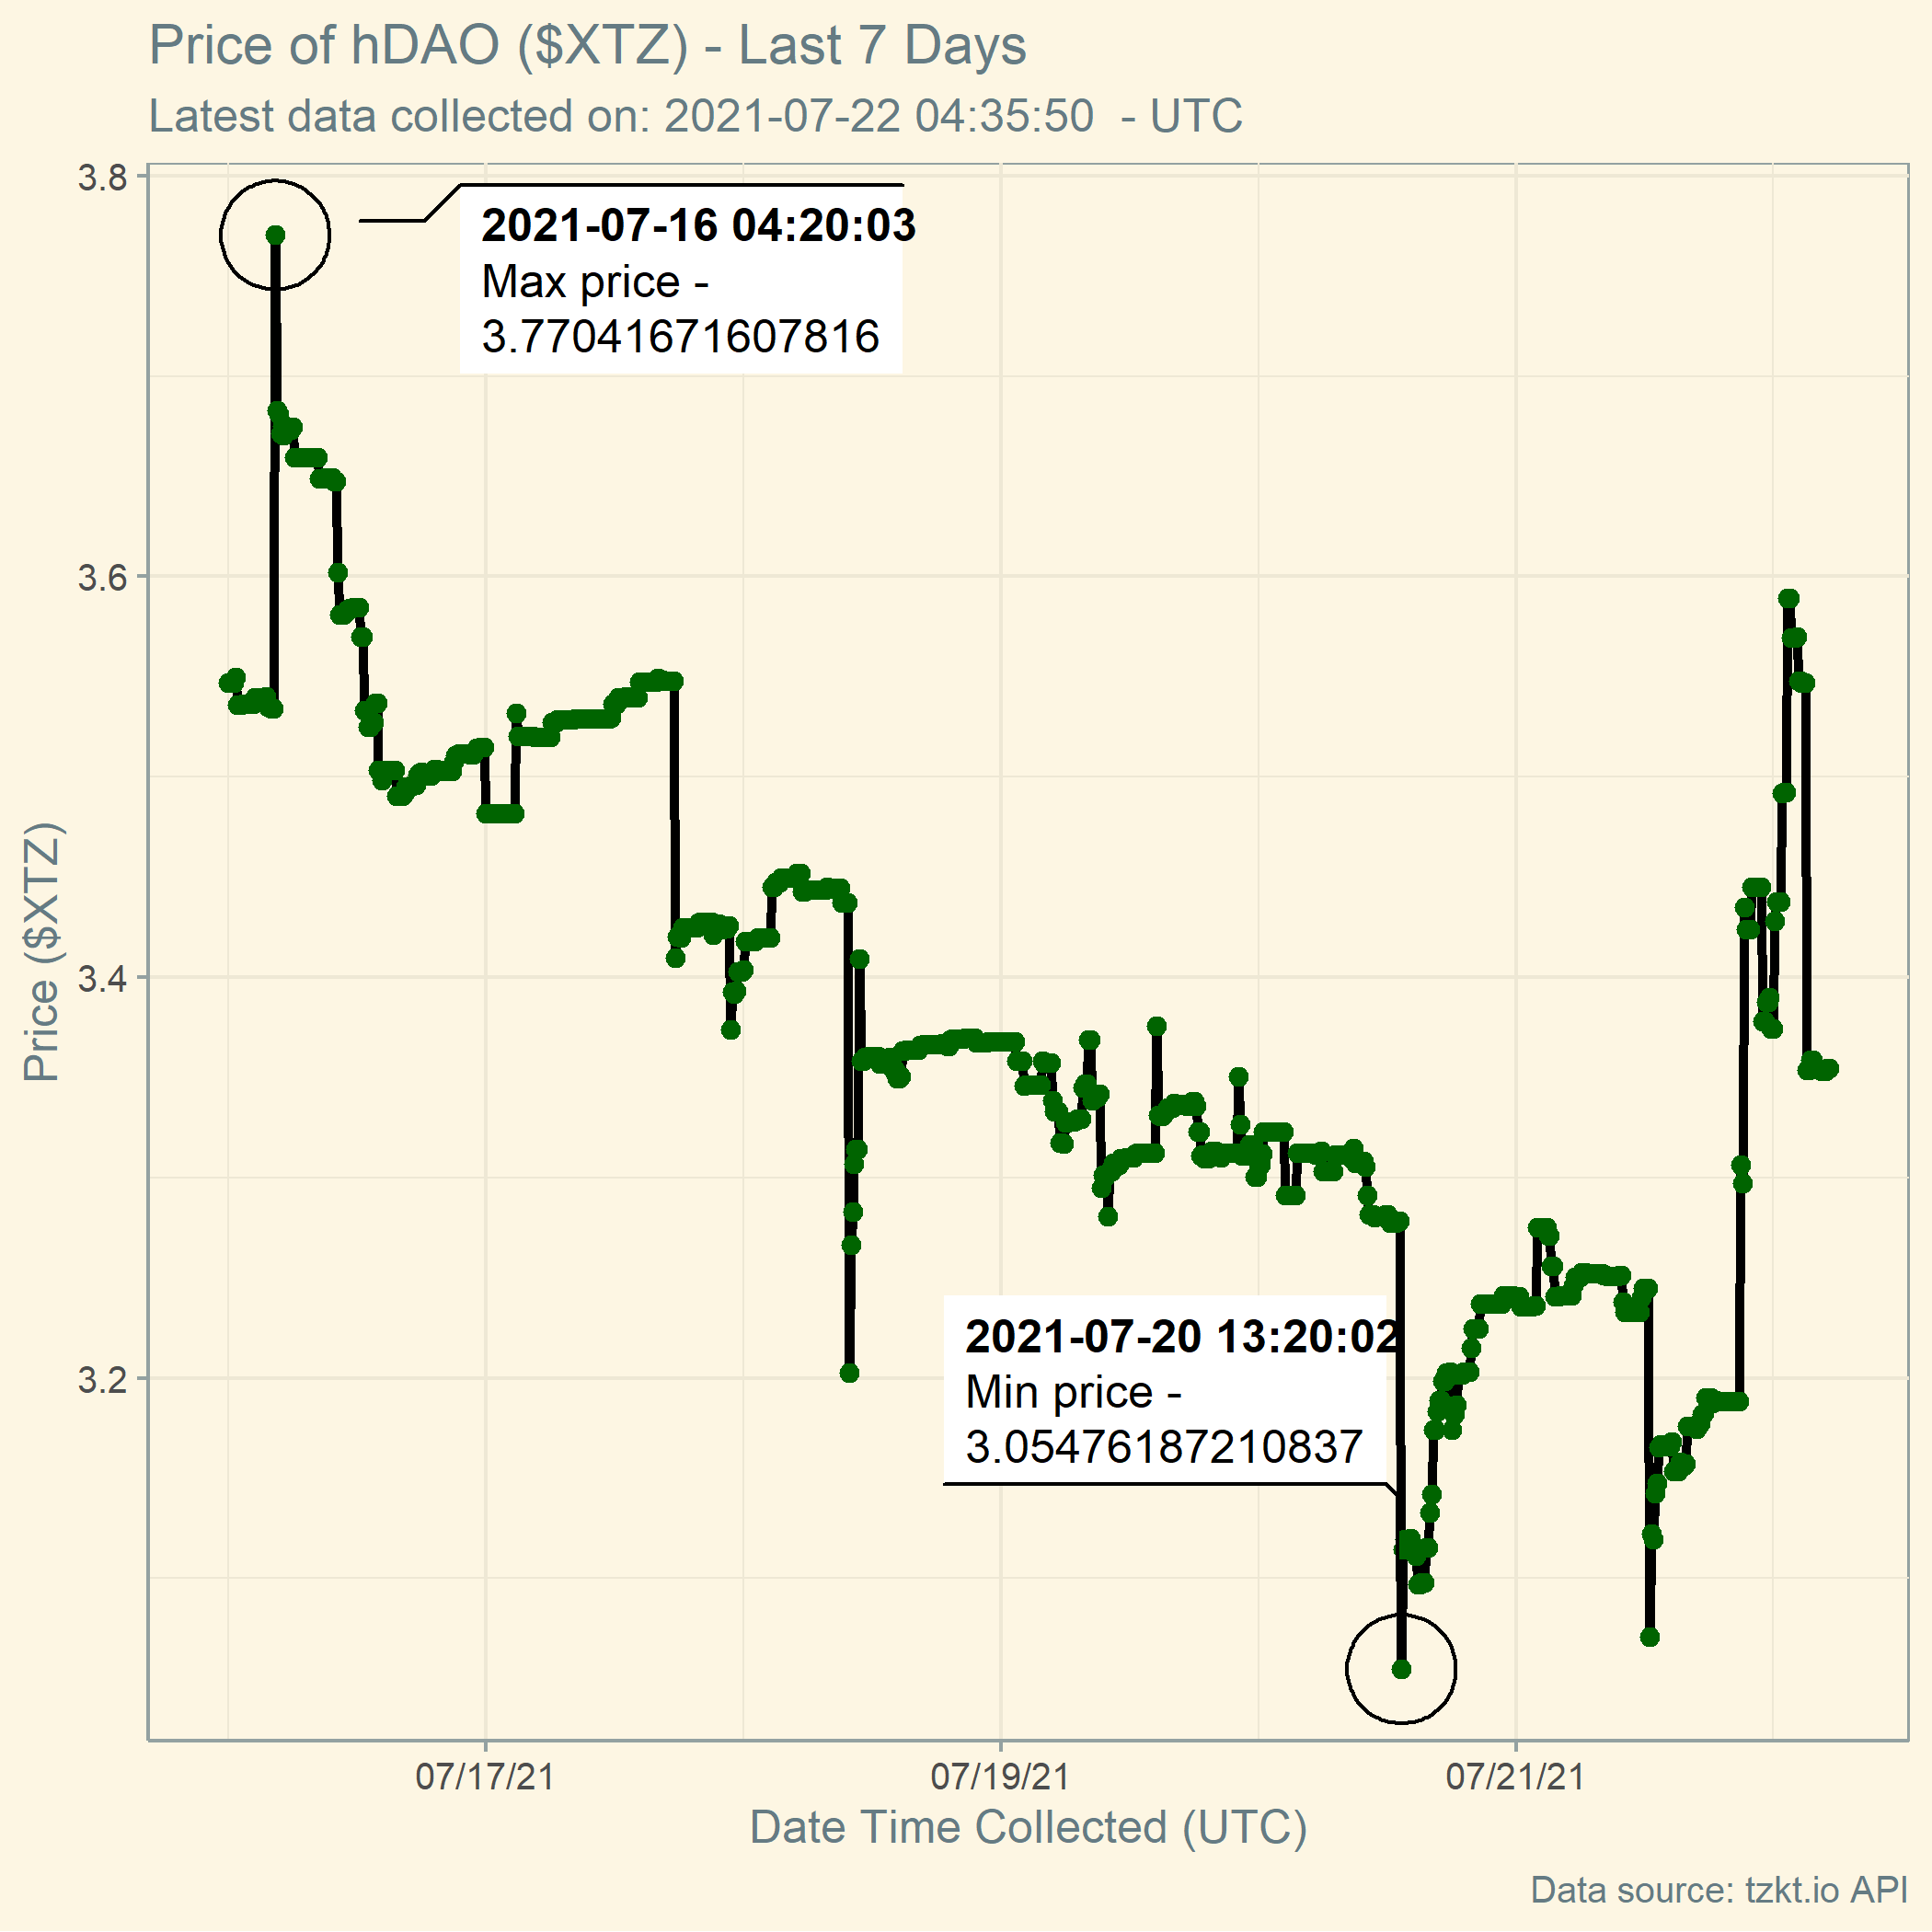 Price of hDAO ($XTZ) - Last 7 Days
Latest data collected on: 2021-07-22 04:35:50  - UTC
3.8
2021-07-16 04:20:03
Max price -
3.77041671607816
3.6
Price ($XTZ)
3.4
2021-07-20 13:20:02
Min price -
3.05476187210837
3.2
07/17/21
07/19/21
07/21/21
Date Time Collected (UTC)
Data source: tzkt.io API